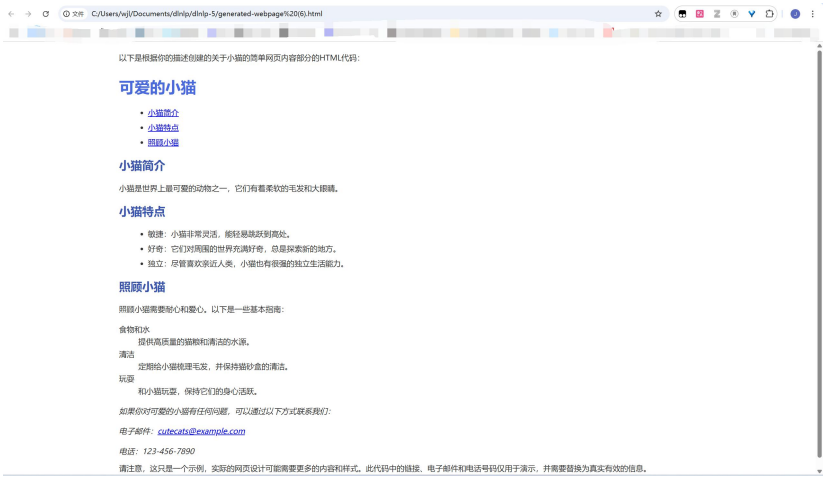 文件 C:/Users/wjl/Documents/dlnlp/dlnlp-5/generated-webpage%20(6).html
以下是根据你的描述创建的关于小猫的简单网页内容部分的HTML代码：
可爱的小猫
• 小猫简介
• 小猫特点
• 照顾小猫
小猫简介
小猫是世界上最可爱的动物之一，它们有着柔软的毛发和大眼睛。
小猫特点
• 敏捷：小猫非常灵活，能轻易跳跃到高处。
• 好奇：它们对周围的世界充满好奇，总是探索新的地方。
• 独立：尽管喜欢亲近人类，小猫也有很强的独立生活能力。
照顾小猫
照顾小猫需要耐心和爱心。以下是一些基本指南：
食物和水
提供高质量的猫粮和清洁的水源。
清洁
定期给小猫梳理毛发，并保持猫砂盒的清洁。
玩耍
和小猫玩耍，保持它们的身心活跃。
如果你对可爱的小猫有任何问题，可以通过以下方式联系我们：
电子邮件：cutecats@example.com
电话：123-456-7890
请注意，这只是一个示例，实际的网页设计可能需要更多的内容和样式。此代码中的链接、电子邮件和电话号码仅用于演示，并需要替换为真实有效的信息。